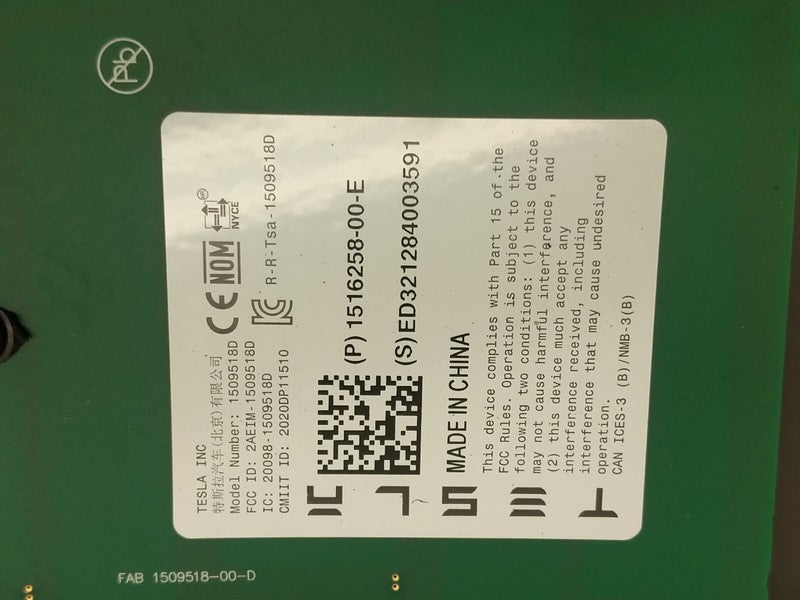 Pb
TESLA INC
特斯拉汽车(北京)有限公司
Model Number: 1509518D
FCC ID: 2AEIM-1509518D
IC: 20098-1509518D
CMIIT ID: 2020DP11510
CE NOM NYCE
R-R-Tsa-1509518D
(P) 1516258-00-E
(S) ED321284003591
TESLA
MADE IN CHINA
This device complies with Part 15 of the
FCC Rules. Operation is subject to the
following two conditions: (1) this device
may not cause harmful interference, and
(2) this device much accept any
interference received, including
interference that may cause undesired
operation.
CAN ICES-3 (B)/NMB-3(B)
FAB 1509518-00-D